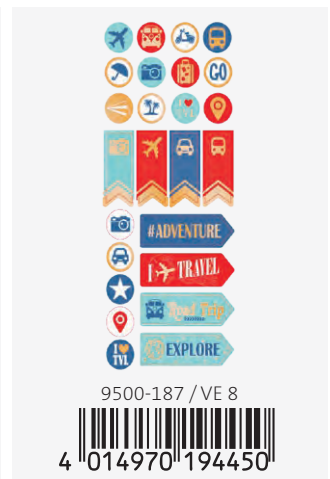 GO
I ♥ TVL
#ADVENTURE
I TRAVEL
Road Trip
I ♥ TVL
EXPLORE
9500-187 / VE 8
4 014970 194450